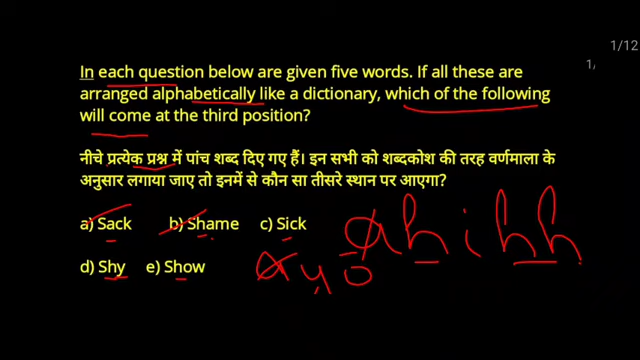 1/12
1/
In each question below are given five words. If all these are
arranged alphabetically like a dictionary, which of the following
will come at the third position?
नीचे प्रत्येक प्रश्न में पांच शब्द दिए गए हैं। इन सभी को शब्दकोश की तरह वर्णमाला के
अनुसार लगाया जाए तो इनमें से कौन सा तीसरे स्थान पर आएगा?
a) Sack b) Shame c) Sick a h i h h
d) Shy e) Show a y o